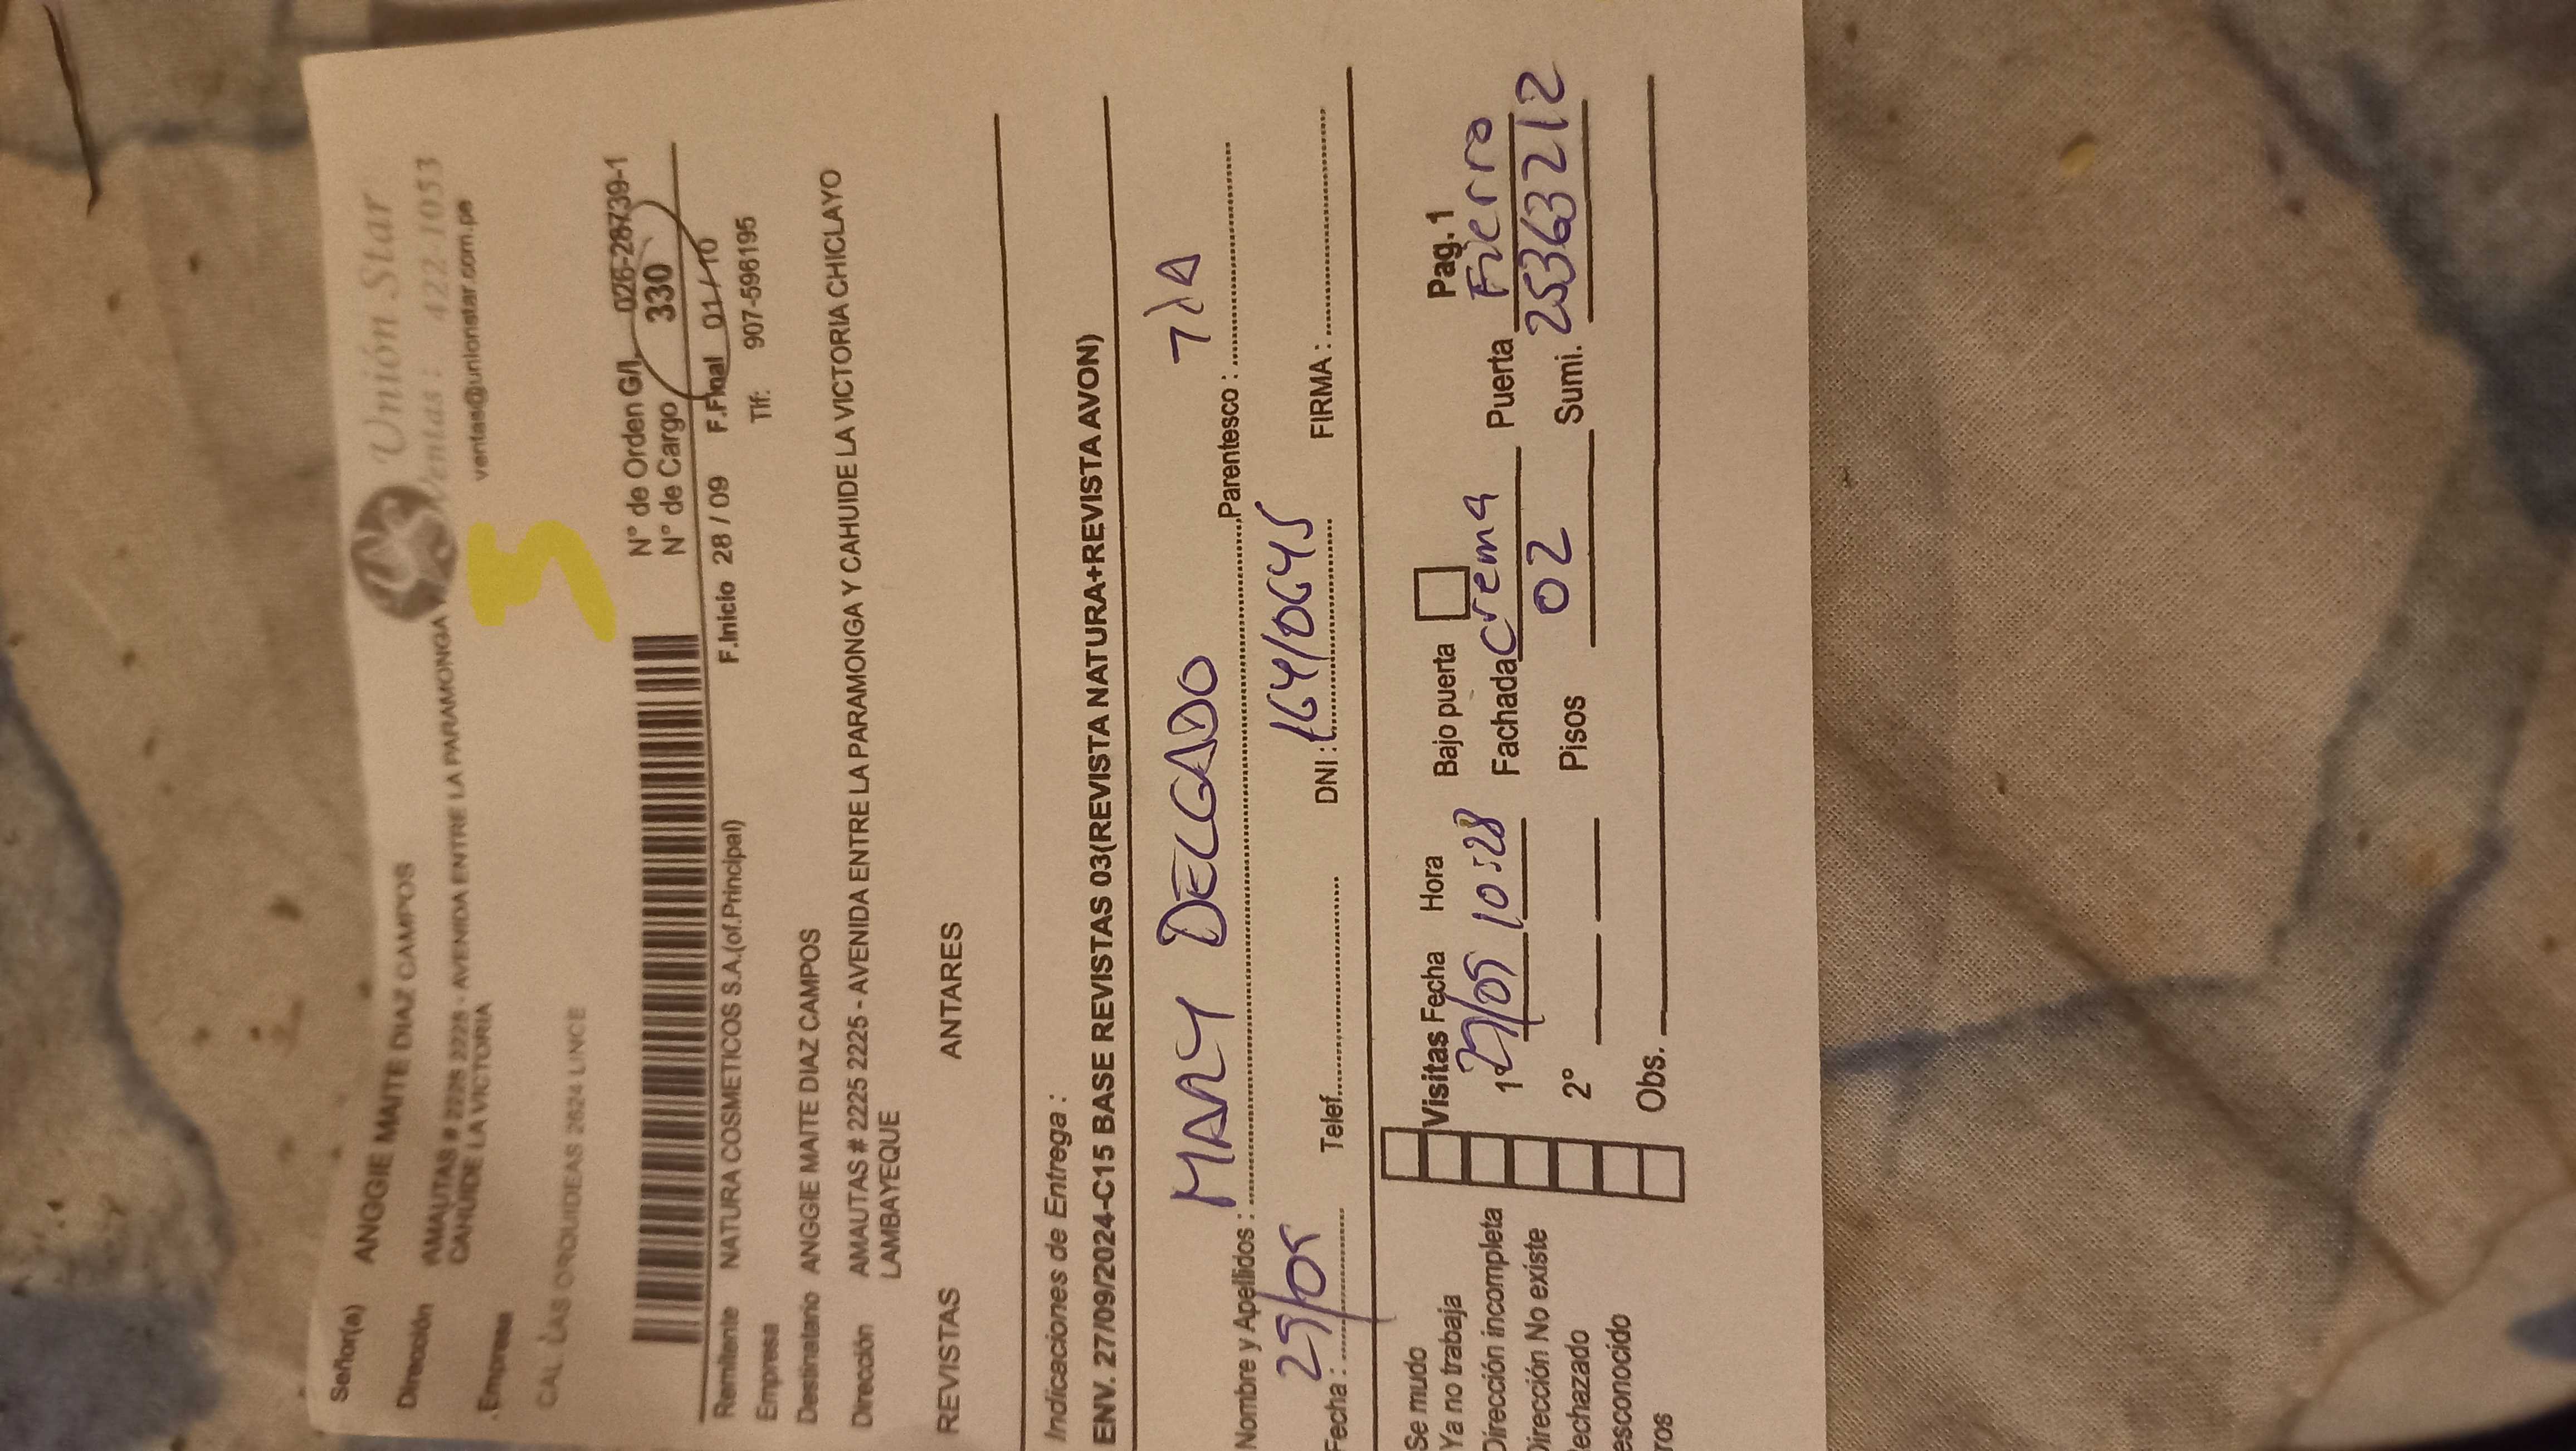 Unión Star
Ventas : 422-1053
ventas@unionstar.com.pe
Señor(a) ANGGIE MAITE DIAZ CAMPOS
Dirección AMAUTAS # 2225 2225 - AVENIDA ENTRE LA PARAMONGA Y
CAHUIDE LA VICTORIA
Empresa
CAL. LAS ORQUIDEAS 2624 LINCE
N° de Orden G/L 026-28739-1
N° de Cargo 330
F.Inicio 28 / 09 F.Final 01/10
Remitente NATURA COSMETICOS S.A.(of.Principal)
Tlf: 907-596195
Empresa
Destinatario ANGGIE MAITE DIAZ CAMPOS
Dirección AMAUTAS # 2225 2225 - AVENIDA ENTRE LA PARAMONGA Y CAHUIDE LA VICTORIA CHICLAYO
LAMBAYEQUE
REVISTAS ANTARES
Indicaciones de Entrega :
ENV. 27/09/2024-C15 BASE REVISTAS 03(REVISTA NATURA+REVISTA AVON)
Nombre y Apellidos : MANY DELGADO Parentesco : TIA
Fecha : Telef. DNI : 16410645 FIRMA :
Pag.1
Se mudo
Ya no trabaja
Dirección incompleta
Dirección No existe
Rechazado
Desconocido
Visitas Fecha Hora Bajo puerta
1 10:28 Fachada Crema Puerta Fierro
2° Pisos 02 Sumi. 25363212
Obs.